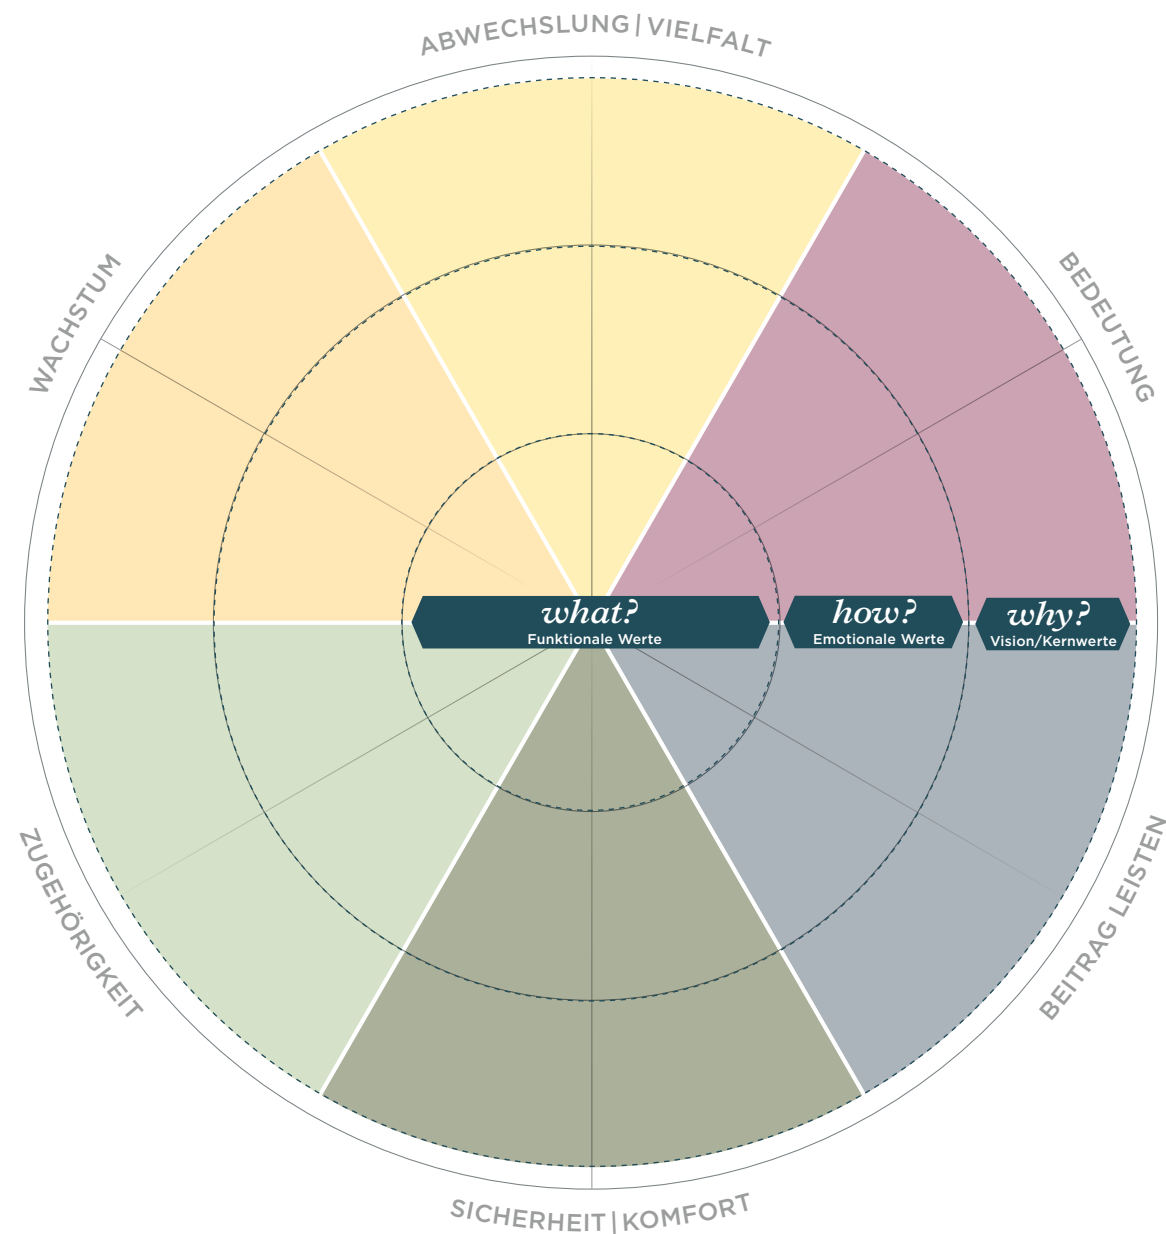 ABWECHSLUNG|VIELFALT
WACHSTUM
BEDEUTUNG
what?
Funktionale Werte
how?
Emotionale Werte
why?
Vision/Kernwerte
ZUGEHÖRIGKEIT
BEITRAG LEISTEN
SICHERHEIT|KOMFORT